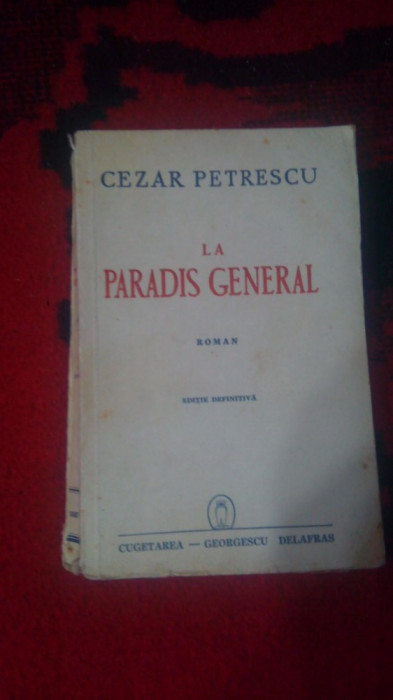 CEZAR PETRESCU
LA
PARADIS GENERAL
ROMAN
EDIȚIE DEFINITIVĂ
CUGETAREA — GEORGESCU DELAFRAS